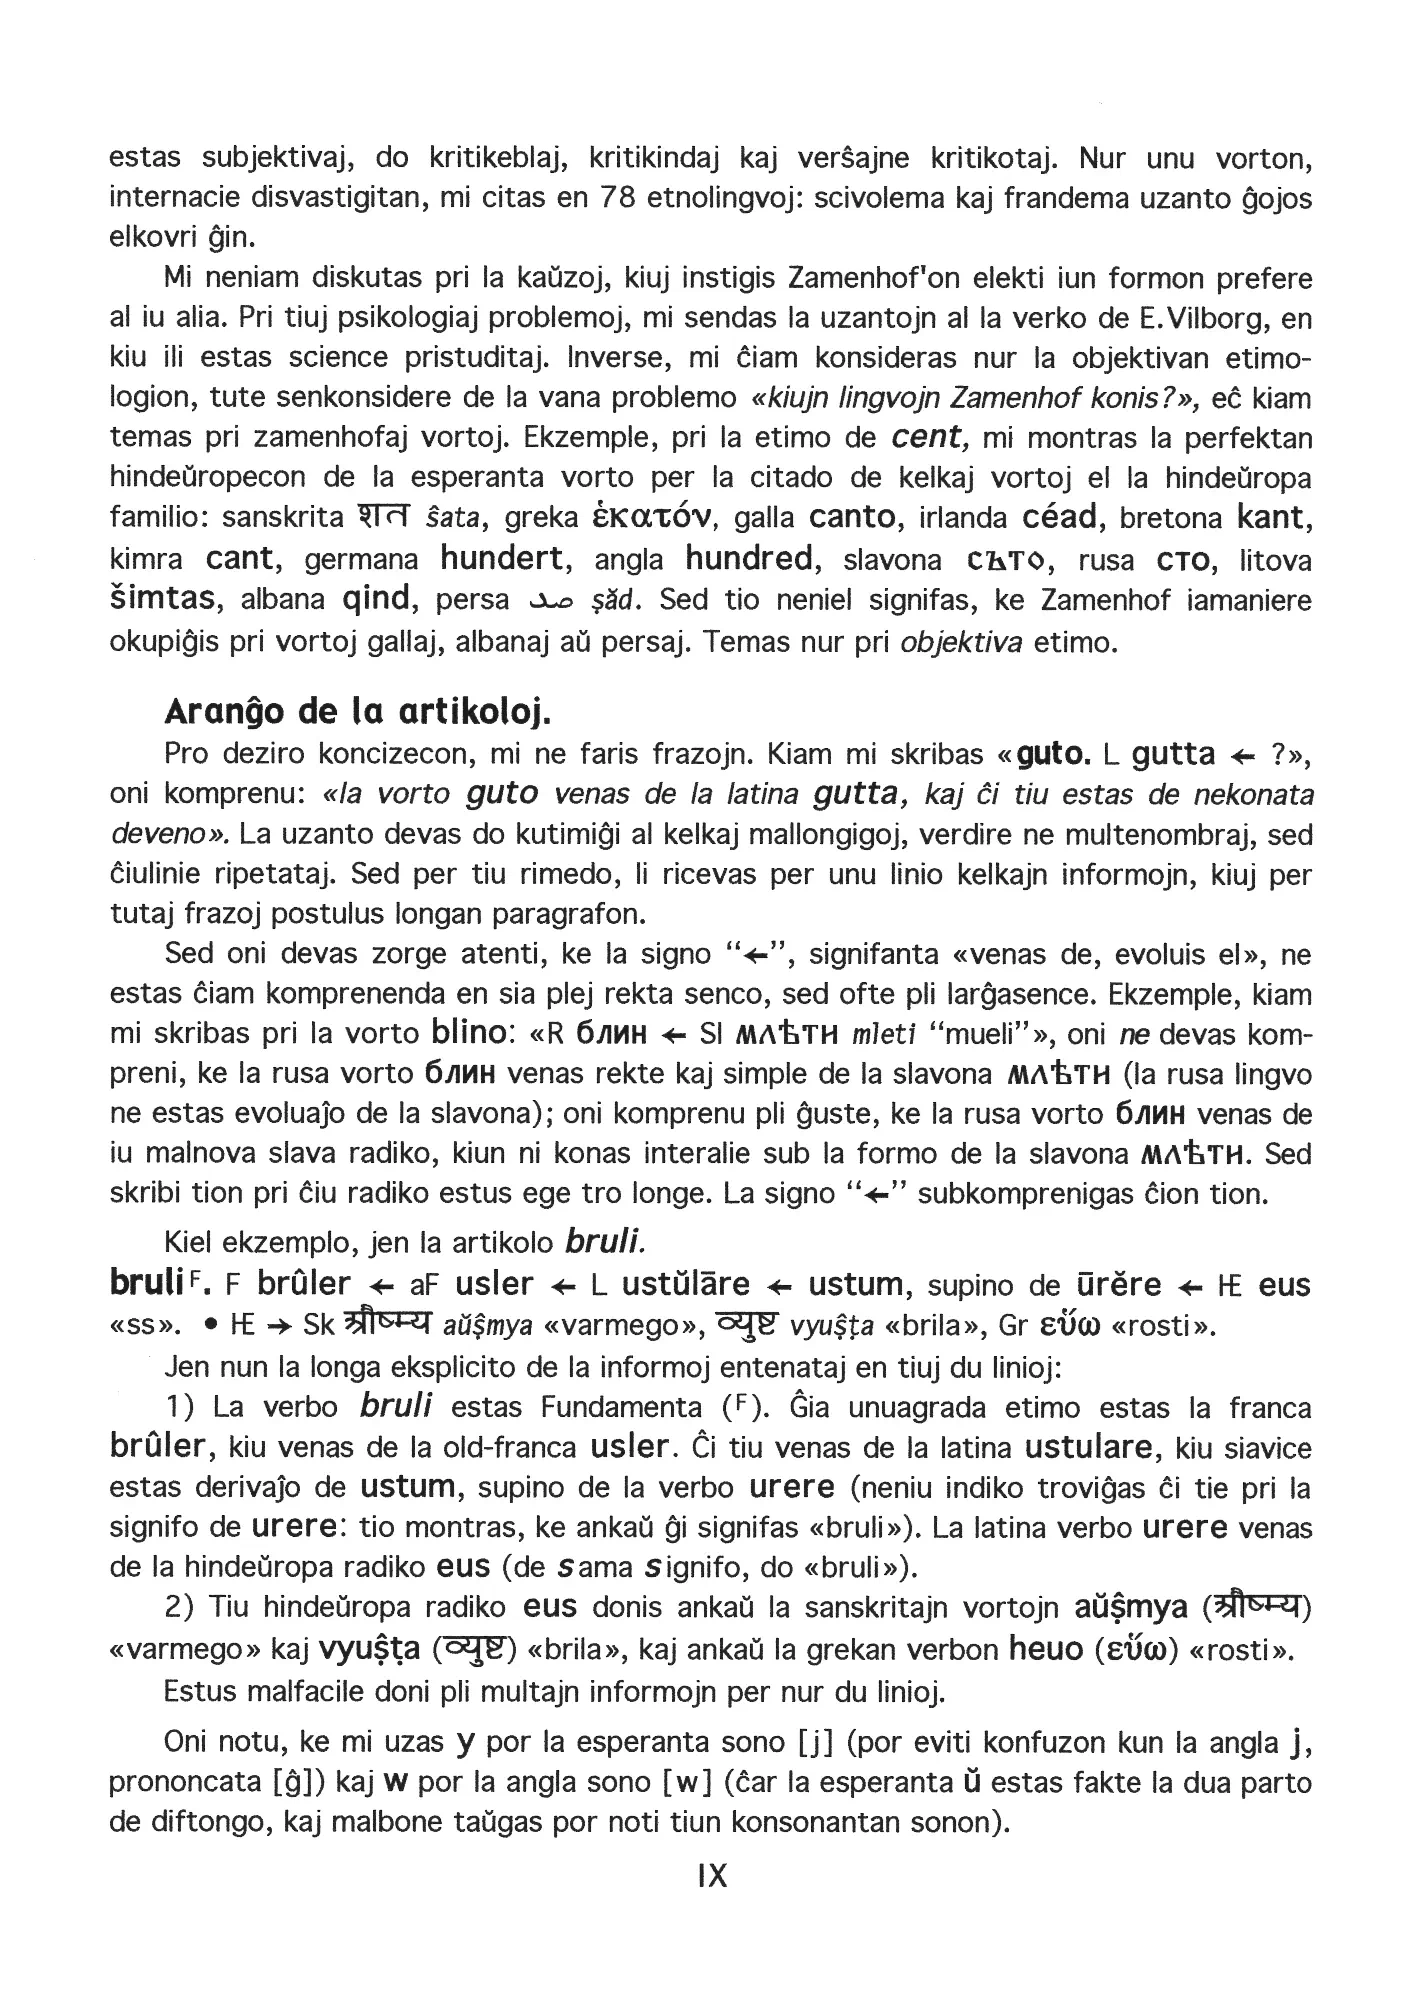 estas subjektivaj, do kritikeblaj, kritikindaj kaj verŝajne kritikotaj. Nur unu vorton,
internacie disvastigitan, mi citas en 78 etnolingvoj: scivolema kaj frandema uzanto ĝojos
elkovri ĝin.
Mi neniam diskutas pri la kaŭzoj, kiuj instigis Zamenhof'on elekti iun formon prefere
al iu alia. Pri tiuj psikologiaj problemoj, mi sendas la uzantojn al la verko de E.Vilborg, en
kiu ili estas science pristuditaj. Inverse, mi ĉiam konsideras nur la objektivan etimo-
logion, tute senkonsidere de la vana problemo «kiujn lingvojn Zamenhof konis?», eĉ kiam
temas pri zamenhofaj vortoj. Ekzemple, pri la etimo de cent, mi montras la perfektan
hindeŭropecon de la esperanta vorto per la citado de kelkaj vortoj el la hindeŭropa
familio: sanskrita शत ŝata, greka ἑκατόν, galla canto, irlanda céad, bretona kant,
kimra cant, germana hundert, angla hundred, slavona съто, rusa сто, litova
šimtas, albana qind, persa صد ṣăd. Sed tio neniel signifas, ke Zamenhof iamaniere
okupiĝis pri vortoj gallaj, albanaj aŭ persaj. Temas nur pri objektiva etimo.
Aranĝo de la artikoloj.
Pro deziro koncizecon, mi ne faris frazojn. Kiam mi skribas «guto. L gutta ← ?»,
oni komprenu: «la vorto guto venas de la latina gutta, kaj ĉi tiu estas de nekonata
deveno». La uzanto devas do kutimiĝi al kelkaj mallongigoj, verdire ne multenombraj, sed
ĉiulinie ripetataj. Sed per tiu rimedo, li ricevas per unu linio kelkajn informojn, kiuj per
tutaj frazoj postulus longan paragrafon.
Sed oni devas zorge atenti, ke la signo “←”, signifanta «venas de, evoluis el», ne
estas ĉiam komprenenda en sia plej rekta senco, sed ofte pli larĝasence. Ekzemple, kiam
mi skribas pri la vorto blino: «R блин ← Sl млѣти mleti “mueli”», oni ne devas kom-
preni, ke la rusa vorto блин venas rekte kaj simple de la slavona млѣти (la rusa lingvo
ne estas evoluaĵo de la slavona); oni komprenu pli ĝuste, ke la rusa vorto блин venas de
iu malnova slava radiko, kiun ni konas interalie sub la formo de la slavona млѣти. Sed
skribi tion pri ĉiu radiko estus ege tro longe. La signo “←” subkomprenigas ĉion tion.
Kiel ekzemplo, jen la artikolo bruli.
bruli F. F brûler ← aF usler ← L ustŭlāre ← ustum, supino de ūrĕre ← IE eus
«ss». • IE → Sk श्रौष्म्य aŭṣ̂mya «varmego», व्युष्ट vyuṣ̂ṭa «brila», Gr εὕω «rosti».
Jen nun la longa eksplicito de la informoj entenataj en tiuj du linioj:
1) La verbo bruli estas Fundamenta (F). Ĝia unuagrada etimo estas la franca
brûler, kiu venas de la old-franca usler. Ĉi tiu venas de la latina ustulare, kiu siavice
estas derivaĵo de ustum, supino de la verbo urere (neniu indiko troviĝas ĉi tie pri la
signifo de urere: tio montras, ke ankaŭ ĝi signifas «bruli»). La latina verbo urere venas
de la hindeŭropa radiko eus (de sama signifo, do «bruli»).
2) Tiu hindeŭropa radiko eus donis ankaŭ la sanskritajn vortojn aŭṣ̂mya (श्रौष्म्य)
«varmego» kaj vyuṣ̂ṭa (व्युष्ट) «brila», kaj ankaŭ la grekan verbon heuo (εὕω) «rosti».
Estus malfacile doni pli multajn informojn per nur du linioj.
Oni notu, ke mi uzas y por la esperanta sono [j] (por eviti konfuzon kun la angla j,
prononcata [ĝ]) kaj w por la angla sono [w] (ĉar la esperanta ŭ estas fakte la dua parto
de diftongo, kaj malbone taŭgas por noti tiun konsonantan sonon).
IX